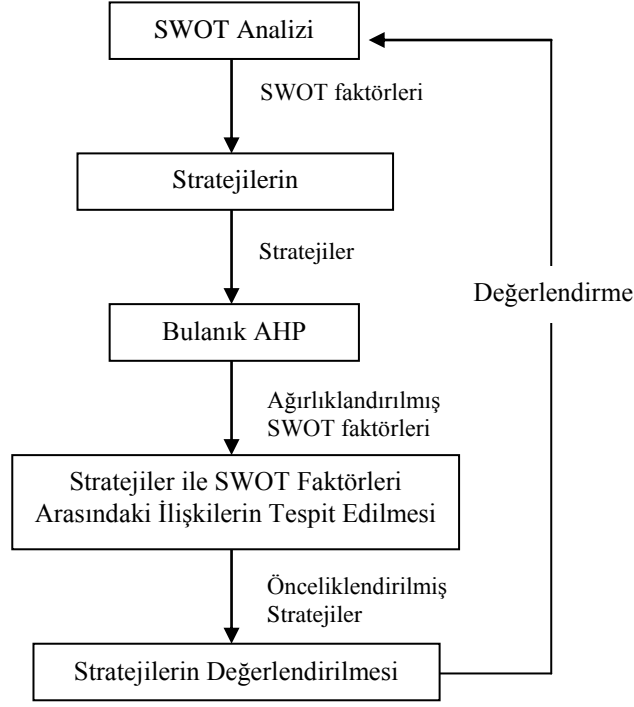 SWOT Analizi
SWOT faktörleri
Stratejilerin
Stratejiler
Değerlendirme
Bulanık AHP
Ağırlıklandırılmış
SWOT faktörleri
Stratejiler ile SWOT Faktörleri
Arasındaki İlişkilerin Tespit Edilmesi
Önceliklendirilmiş
Stratejiler
Stratejilerin Değerlendirilmesi